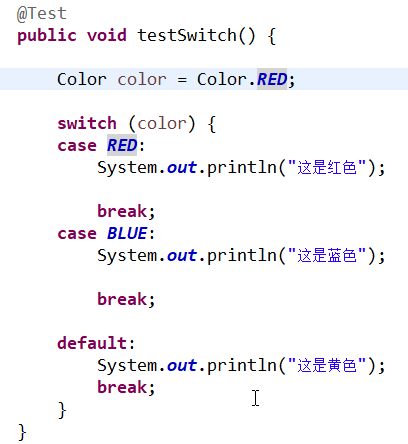 @Test
public void testSwitch() {
Color color = Color.RED;
switch (color) {
case RED:
System.out.println("这是红色");
break;
case BLUE:
System.out.println("这是蓝色");
break;
default:
System.out.println("这是黄色");
break;
}
}